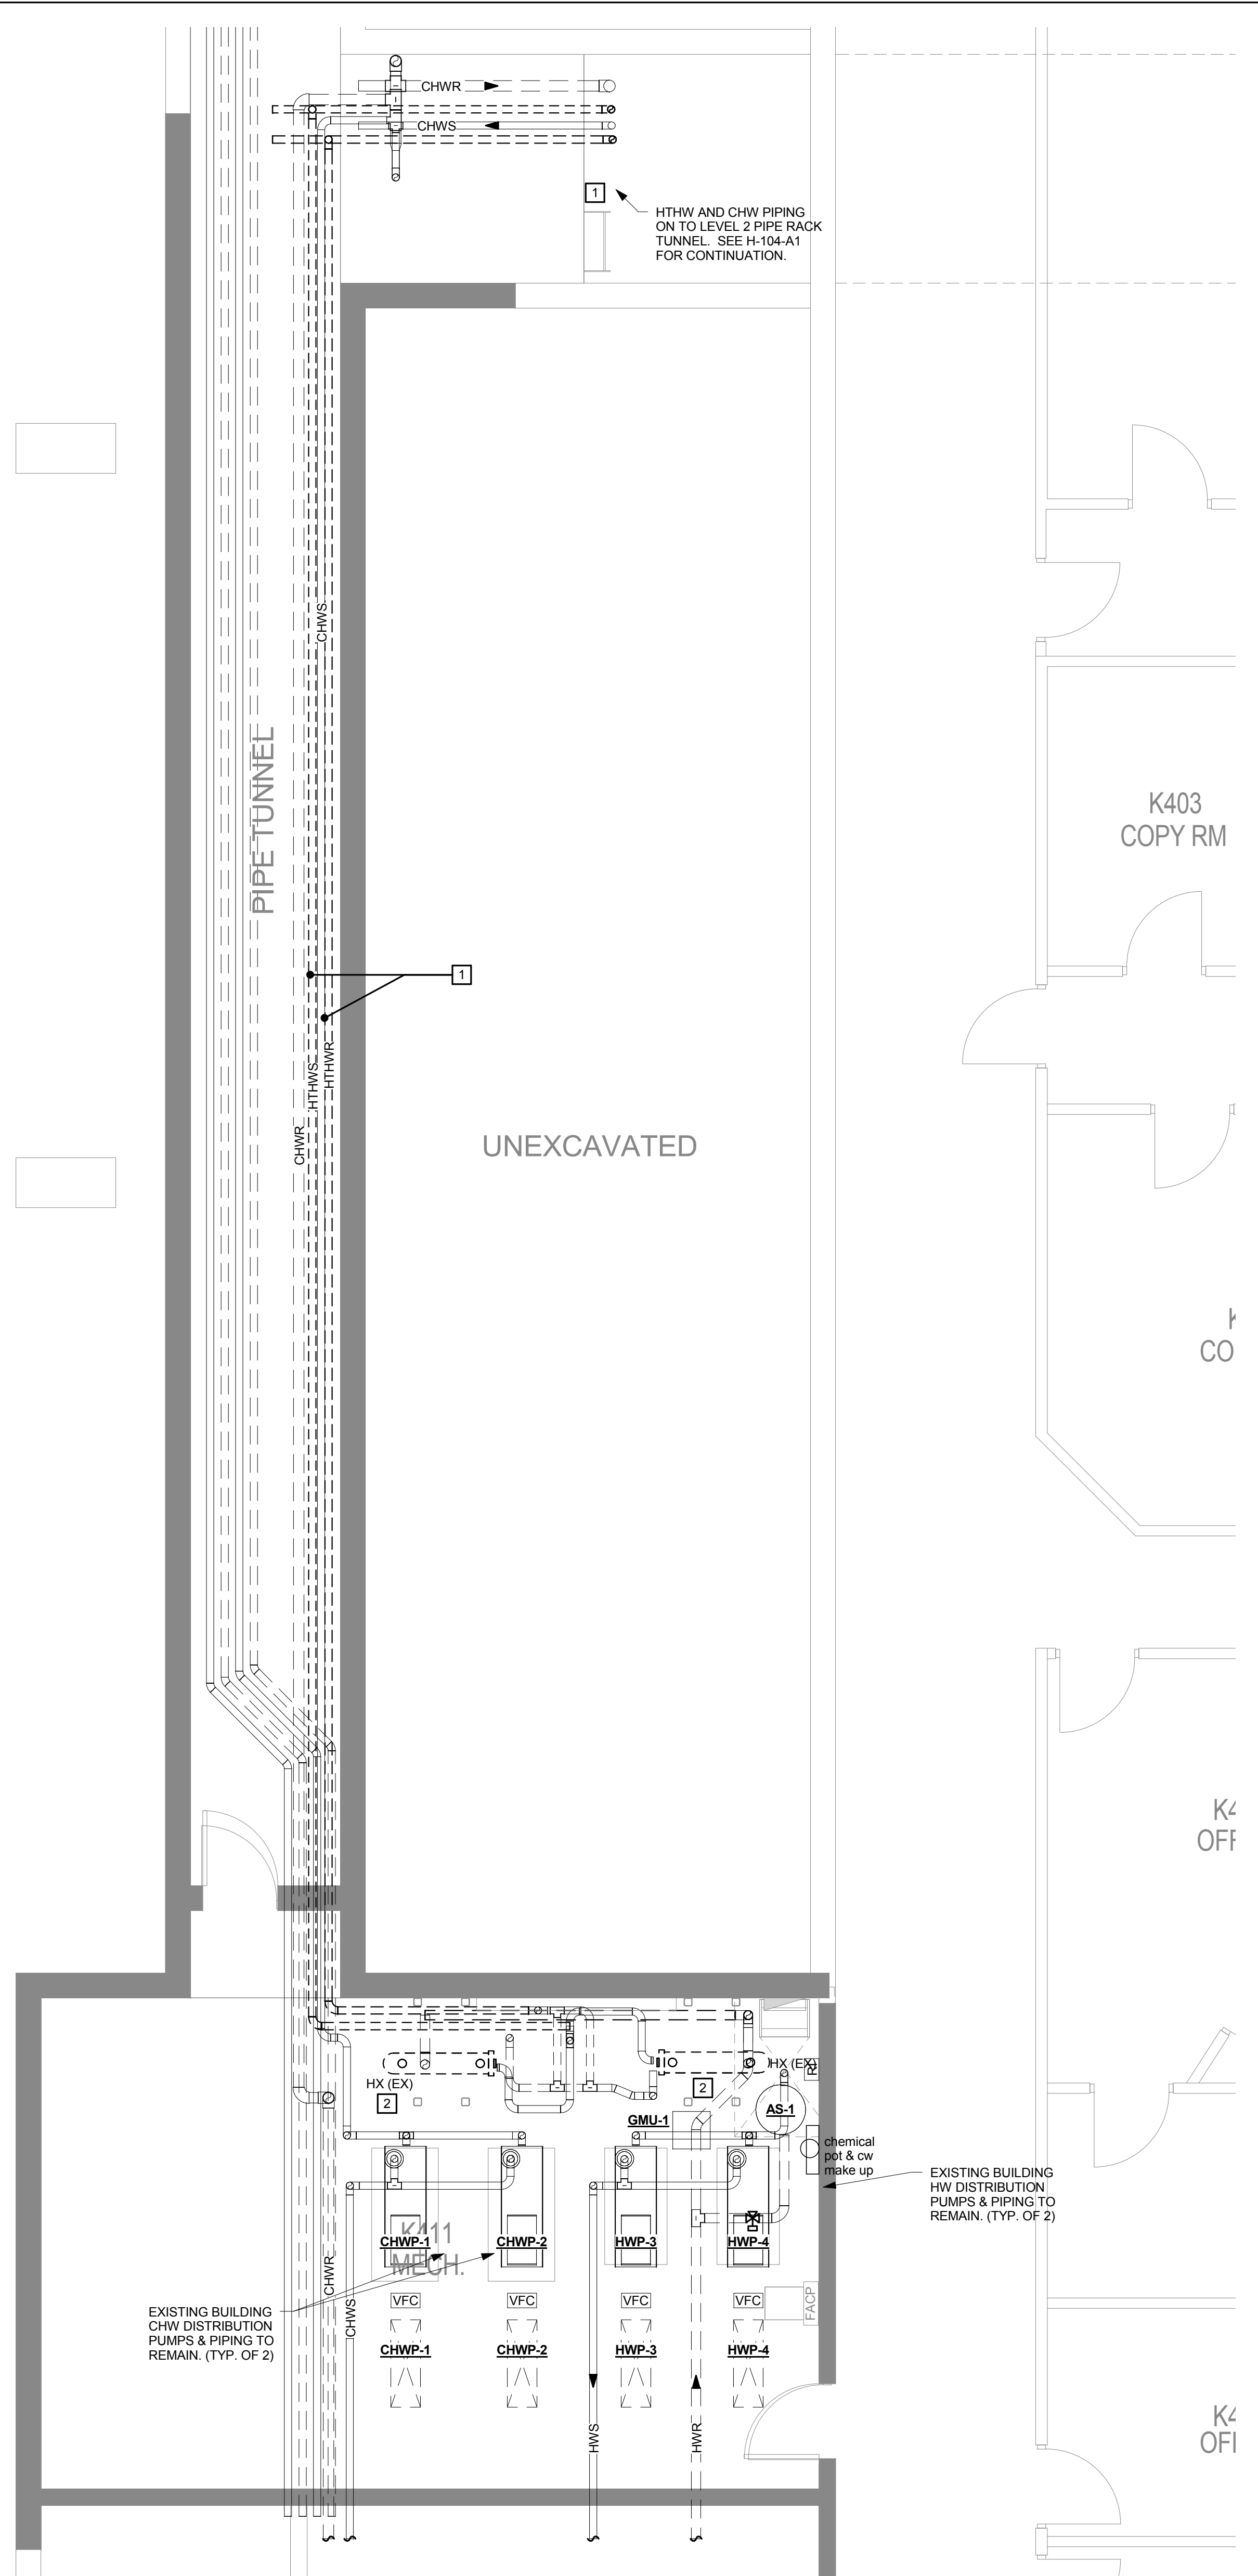 CHWR
CHWS
1
HTHW AND CHW PIPING
ON TO LEVEL 2 PIPE RACK
TUNNEL. SEE H-104-A1
FOR CONTINUATION.
CHWS
PIPE TUNNEL
K403
COPY RM
1
HTHWS
HTHWR
CHWR
UNEXCAVATED
CO
OFF
HX (EX)
2
HX (EX)
2
GMU-1
AS-1
chemical
pot & cw
make up
EXISTING BUILDING
HW DISTRIBUTION
PUMPS & PIPING TO
REMAIN. (TYP. OF 2)
K411
MECH.
CHWP-1
CHWP-2
HWP-3
HWP-4
CHWR
CHWS
VFC
VFC
VFC
VFC
FACP
EXISTING BUILDING
CHW DISTRIBUTION
PUMPS & PIPING TO
REMAIN. (TYP. OF 2)
CHWP-1
CHWP-2
HWP-3
HWP-4
HWS
HWR